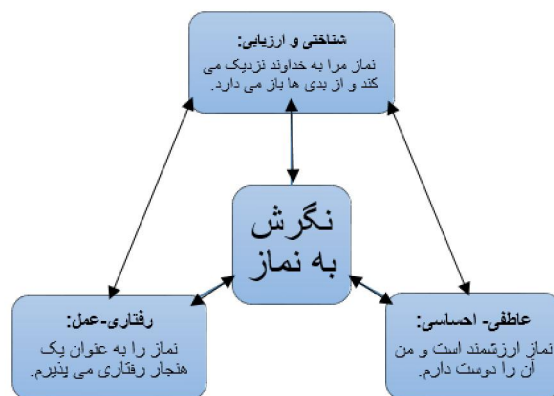 شناختی و ارزیابی:
نماز مرا به خداوند نزدیک می
کند و از بدی ها باز می دارد.
نگرش
به نماز
عاطفی- احساسی:
نماز ارزشمند است و من
آن را دوست دارم.
رفتاری-عمل:
نماز را به عنوان یک
هنجار رفتاری می پذیرم.